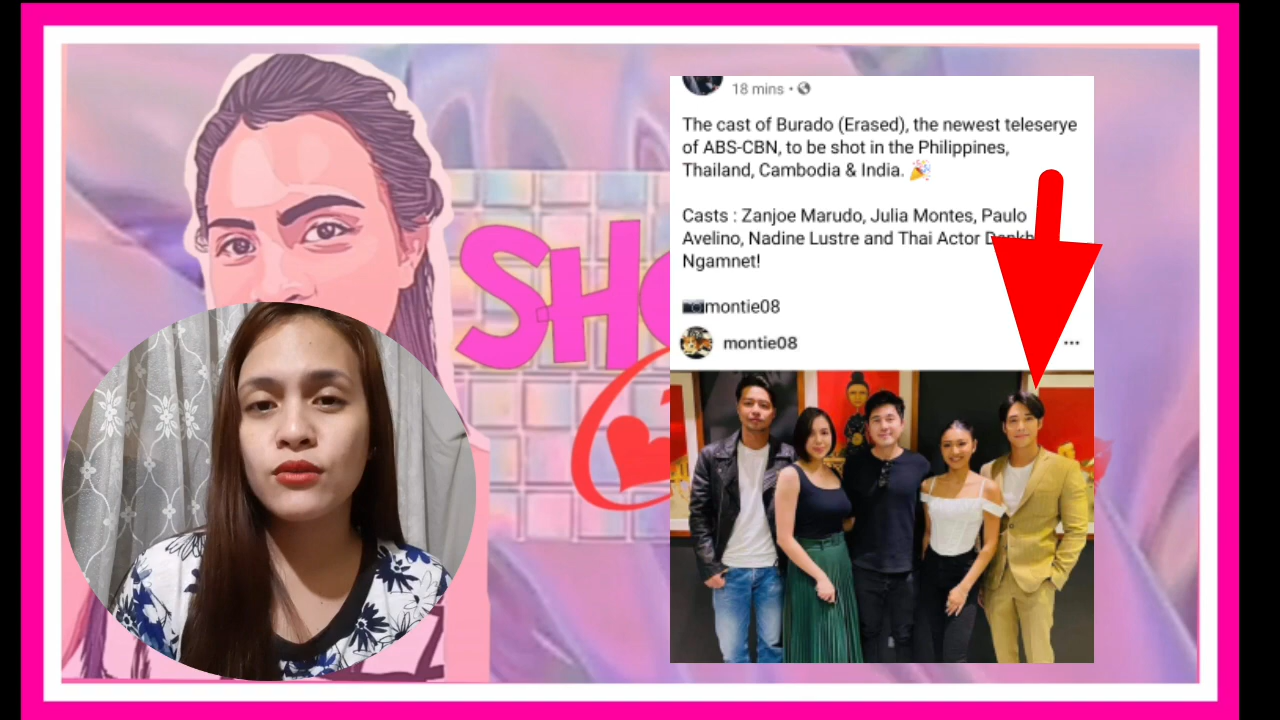 18 mins •
The cast of Burado (Erased), the newest teleserye
of ABS-CBN, to be shot in the Philippines,
Thailand, Cambodia & India. 🎉
Casts : Zanjoe Marudo, Julia Montes, Paulo
Avelino, Nadine Lustre and Thai Actor
Ngamnet!
📷montie08
montie08